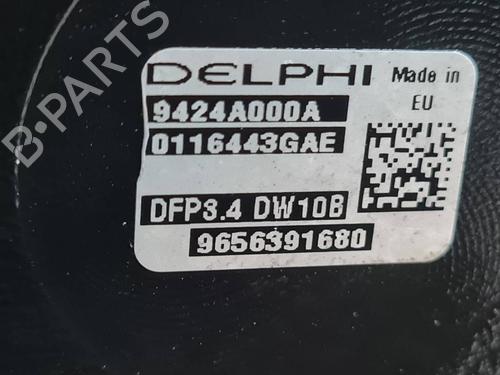 B-PARTS
DELPHI
Made in
EU
9424A000A
0116443GAE
DFP3.4 DW10B
9656391680